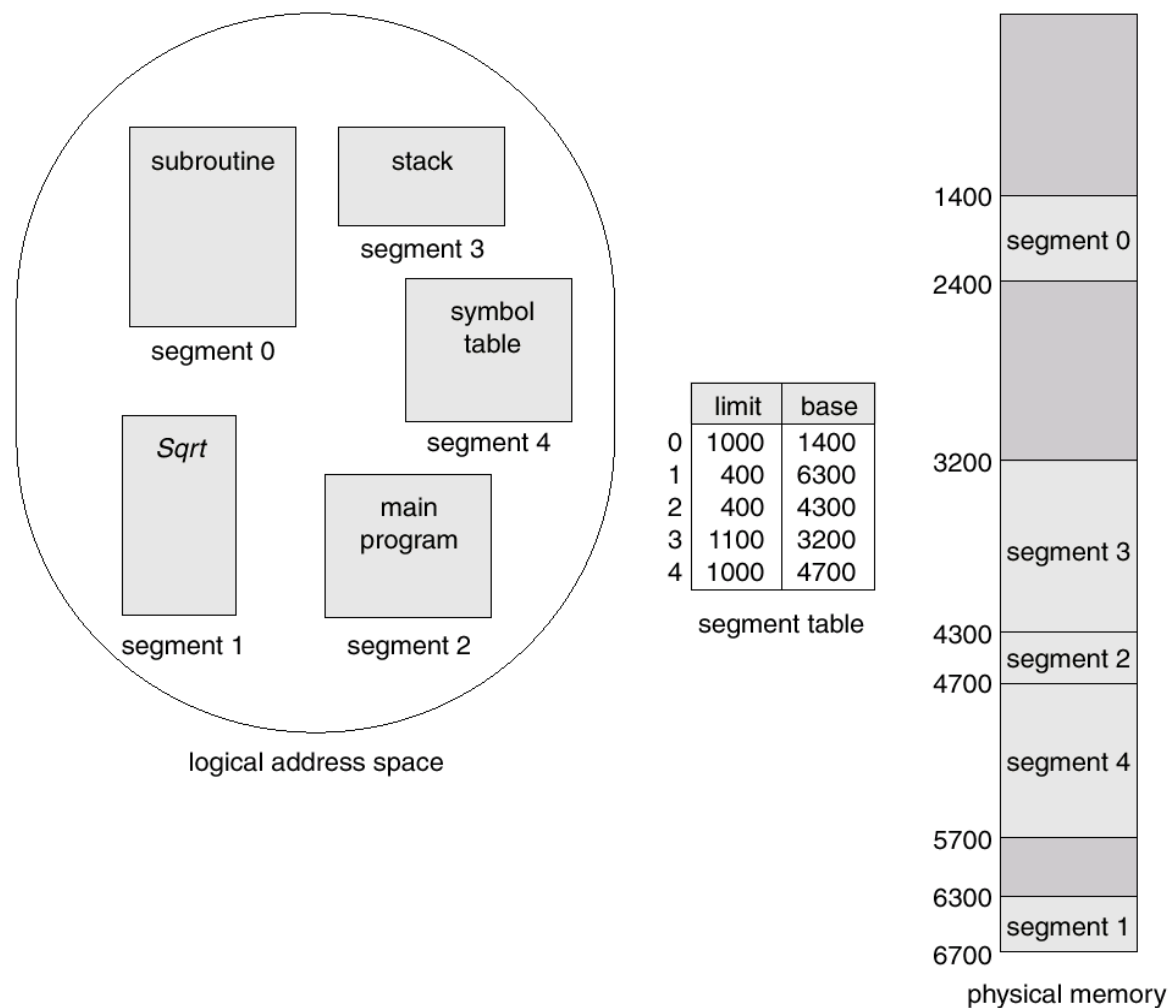 subroutine
segment 0
stack
segment 3
symbol
table
segment 4
Sqrt
segment 1
main
program
segment 2
logical address space
limit base
0 1000 1400
1 400 6300
2 400 4300
3 1100 3200
4 1000 4700
segment table
1400
segment 0
2400
3200
segment 3
4300
segment 2
4700
segment 4
5700
6300
segment 1
6700
physical memory